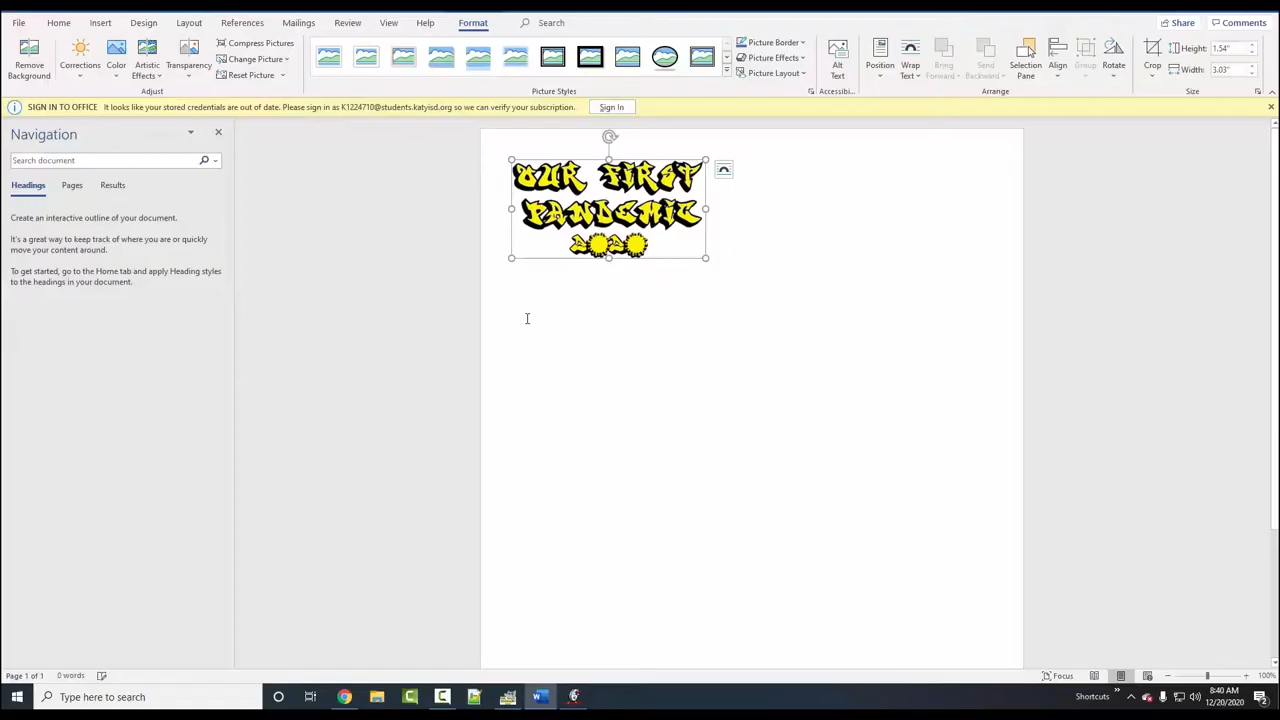 File Home Insert Design Layout References Mailings Review View Help Format Search Share Comments
Remove Background Corrections Color Artistic Effects Transparency Compress Pictures Change Picture Reset Picture
Picture Border Picture Effects Picture Layout
Alt Text Position Wrap Text Bring Forward Send Backward Selection Pane Align Group Rotate Crop Height: 1.54" Width: 3.03"
Adjust Picture Styles Accessibi... Arrange Size
SIGN IN TO OFFICE It looks like your stored credentials are out of date. Please sign in as K1224710@students.katyisd.org so we can verify your subscription. Sign In
Navigation
Search document
Headings Pages Results
Create an interactive outline of your document.
It's a great way to keep track of where you are or quickly
move your content around.
To get started, go to the Home tab and apply Heading styles
to the headings in your document.
OUR FIRST
PANDEMIC
2020
Page 1 of 1 0 words Focus 100%
Type here to search Shortcuts 8:40 AM
12/20/2020
2